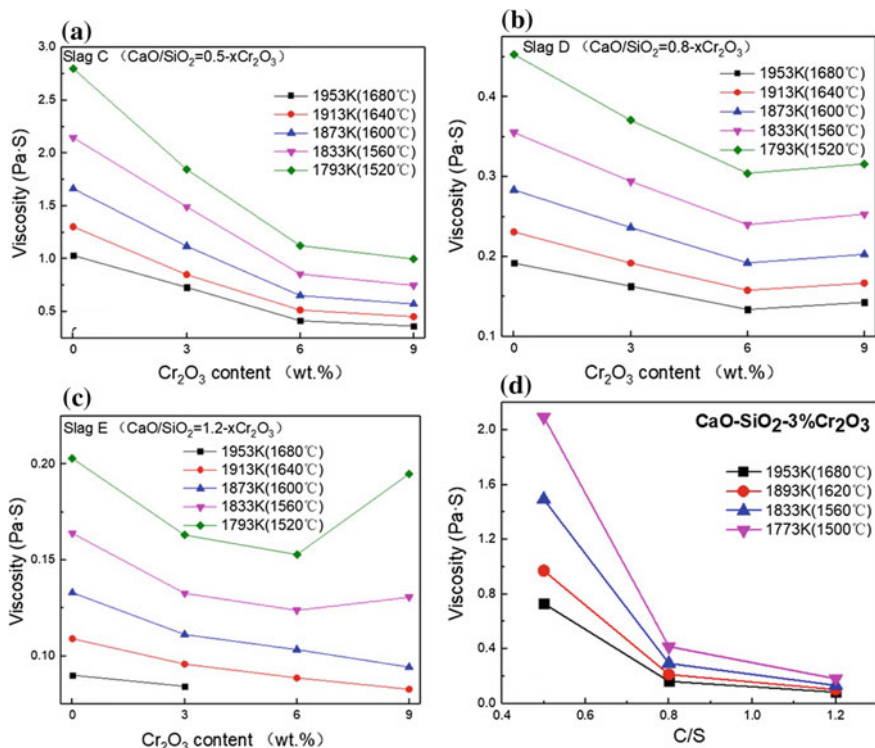 (a)
Slag C （CaO/SiO₂=0.5-xCr₂O₃）
1953K(1680℃)
1913K(1640℃)
1873K(1600℃)
1833K(1560℃)
1793K(1520℃)
3.0
2.5
2.0
1.5
1.0
0.5
Viscosity (Pa·S)
0 3 6 9
Cr₂O₃ content （wt.%）
(b)
Slag D （CaO/SiO₂=0.8-xCr₂O₃）
1953K(1680℃)
1913K(1640℃)
1873K(1600℃)
1833K(1560℃)
1793K(1520℃)
0.4
0.3
0.2
0.1
Viscosity (Pa·S)
0 3 6 9
Cr₂O₃ content （wt.%）
(c)
Slag E （CaO/SiO₂=1.2-xCr₂O₃）
1953K(1680℃)
1913K(1640℃)
1873K(1600℃)
1833K(1560℃)
1793K(1520℃)
0.20
0.15
0.10
Viscosity (Pa·S)
0 3 6 9
Cr₂O₃ content （wt.%）
(d)
CaO-SiO₂-3%Cr₂O₃
1953K(1680℃)
1893K(1620℃)
1833K(1560℃)
1773K(1500℃)
2.0
1.6
1.2
0.8
0.4
0.0
Viscosity (Pa·S)
0.4 0.6 0.8 1.0 1.2
C/S